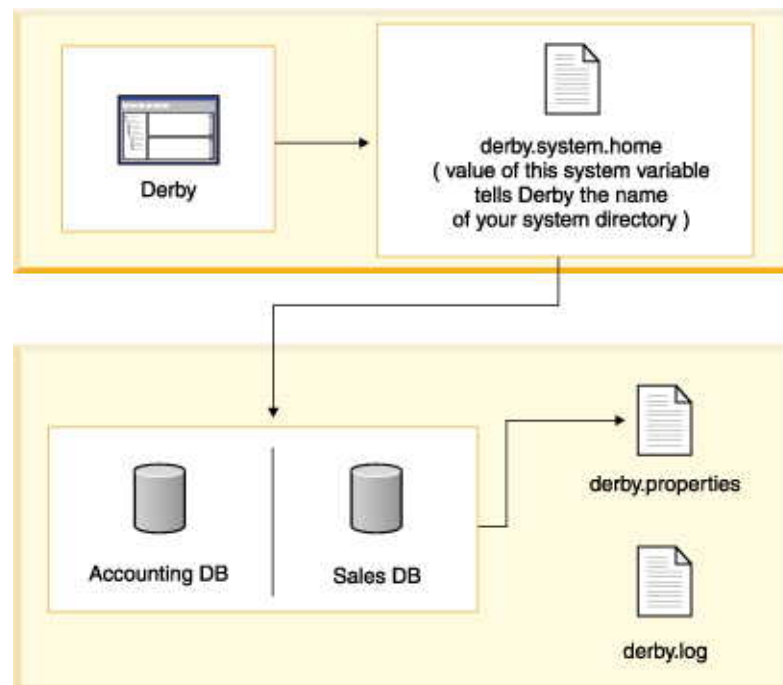 Derby
derby.system.home
( value of this system variable
tells Derby the name
of your system directory )
derby.properties
Accounting DB
Sales DB
derby.log